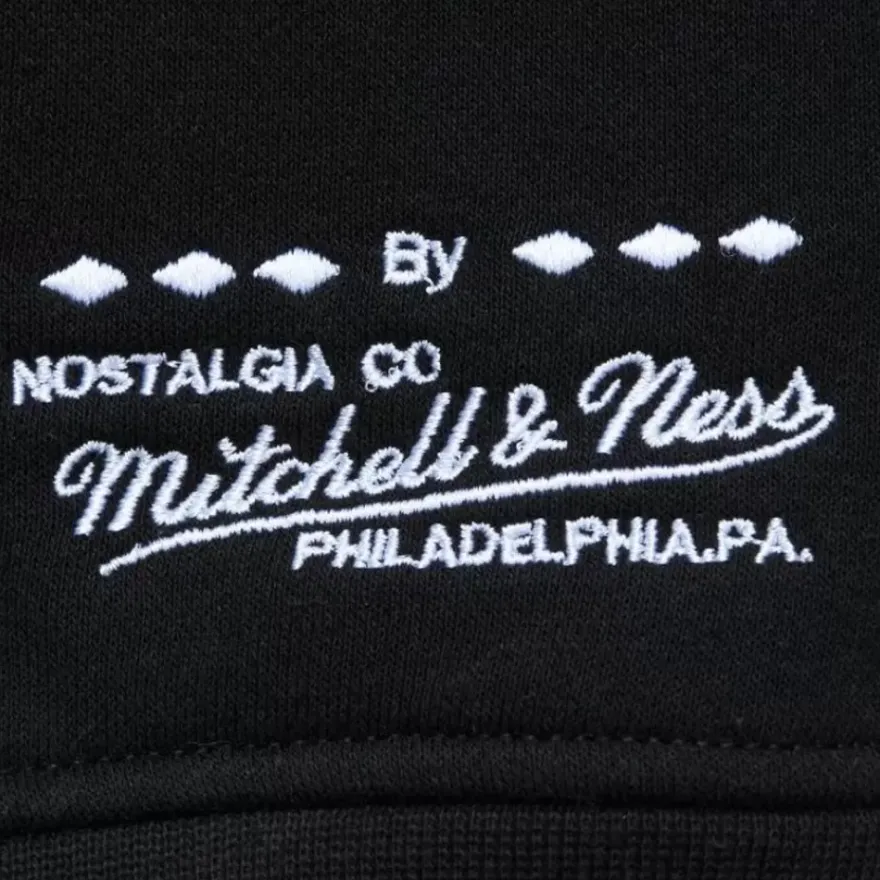 By
NOSTALGIA CO
Mitchell & Ness
PHILADELPHIA.PA.